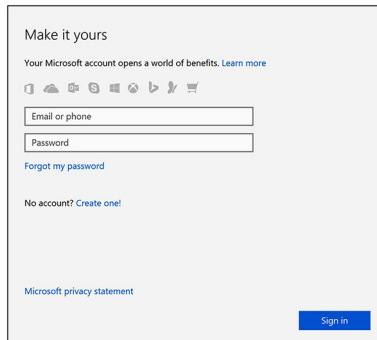 Make it yours
Your Microsoft account opens a world of benefits. Learn more
Email or phone
Password
Forgot my password
No account? Create one!
Microsoft privacy statement
Sign in